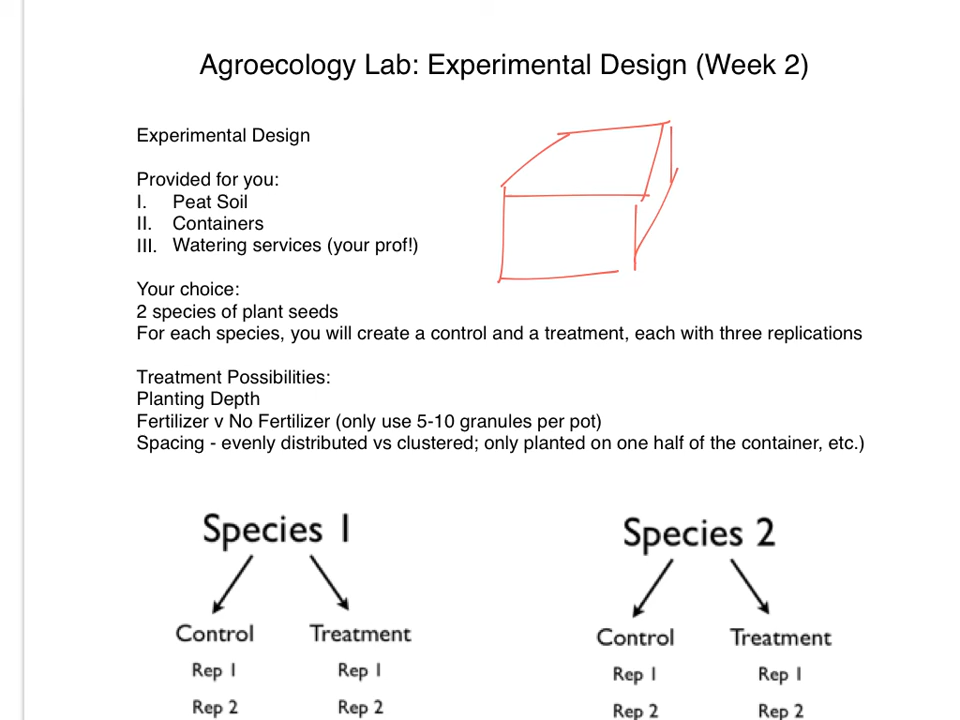 Agroecology Lab: Experimental Design (Week 2)
Experimental Design
Provided for you:
I. Peat Soil
II. Containers
III. Watering services (your prof!)
Your choice:
2 species of plant seeds
For each species, you will create a control and a treatment, each with three replications
Treatment Possibilities:
Planting Depth
Fertilizer v No Fertilizer (only use 5-10 granules per pot)
Spacing - evenly distributed vs clustered; only planted on one half of the container, etc.)
Species 1 Species 2
Control Treatment Control Treatment
Rep 1 Rep 1 Rep 1 Rep 1
Rep 2 Rep 2 Rep 2 Rep 2